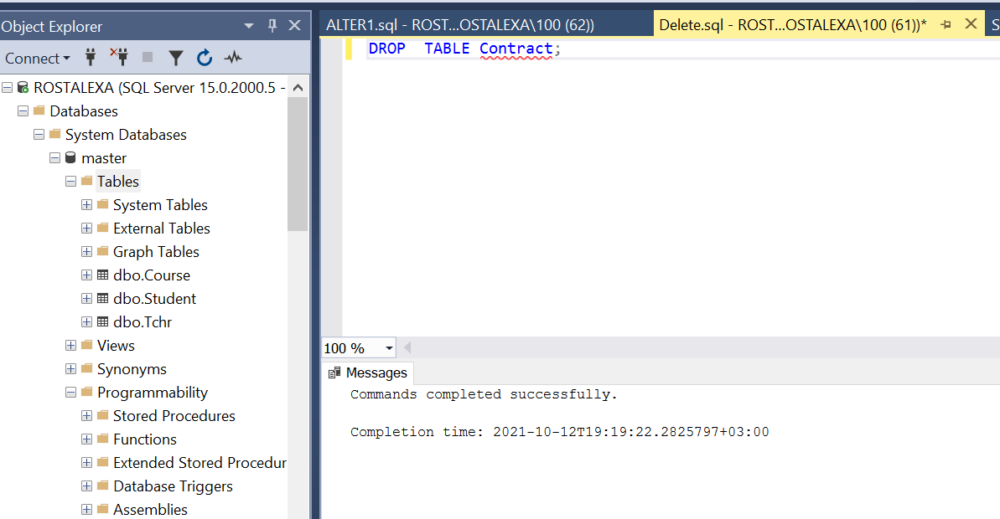 Object Explorer
Connect
ROSTALEXA (SQL Server 15.0.2000.5 -
Databases
System Databases
master
Tables
System Tables
External Tables
Graph Tables
dbo.Course
dbo.Student
dbo.Tchr
Views
Synonyms
Programmability
Stored Procedures
Functions
Extended Stored Procedur
Database Triggers
Assemblies
ALTER1.sql - ROST...OSTALEXA\100 (62))
Delete.sql - ROST...OSTALEXA\100 (61))*
S
DROP  TABLE Contract;
100 %
Messages
Commands completed successfully.
Completion time: 2021-10-12T19:19:22.2825797+03:00